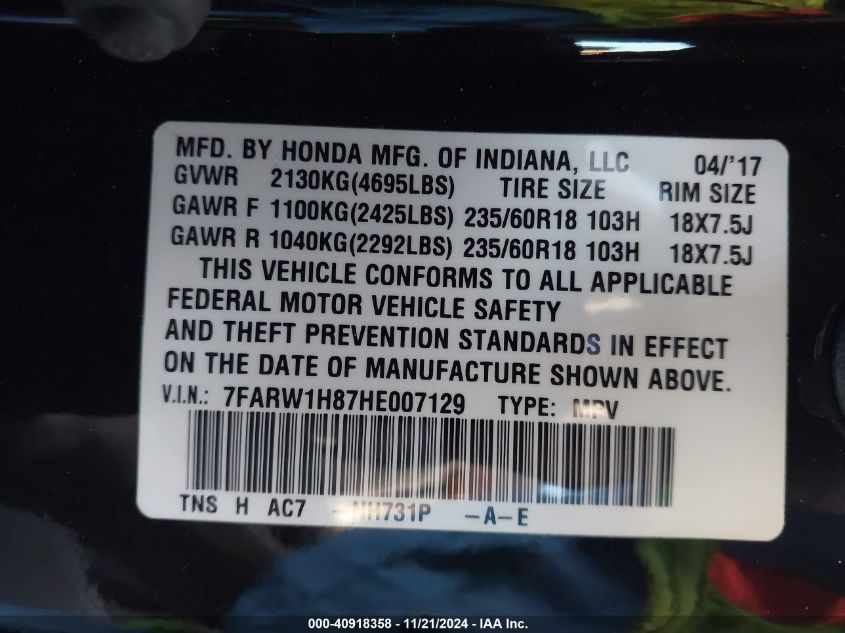 MFD. BY HONDA MFG. OF INDIANA, LLC 04/'17
GVWR 2130KG(4695LBS) TIRE SIZE RIM SIZE
GAWR F 1100KG(2425LBS) 235/60R18 103H 18X7.5J
GAWR R 1040KG(2292LBS) 235/60R18 103H 18X7.5J
THIS VEHICLE CONFORMS TO ALL APPLICABLE
FEDERAL MOTOR VEHICLE SAFETY
AND THEFT PREVENTION STANDARDS IN EFFECT
ON THE DATE OF MANUFACTURE SHOWN ABOVE.
V.I.N.: 7FARW1H87HE007129 TYPE: MPV
TNS H AC7 -NH731P -A-E
000-40918358 - 11/21/2024 - IAA Inc.